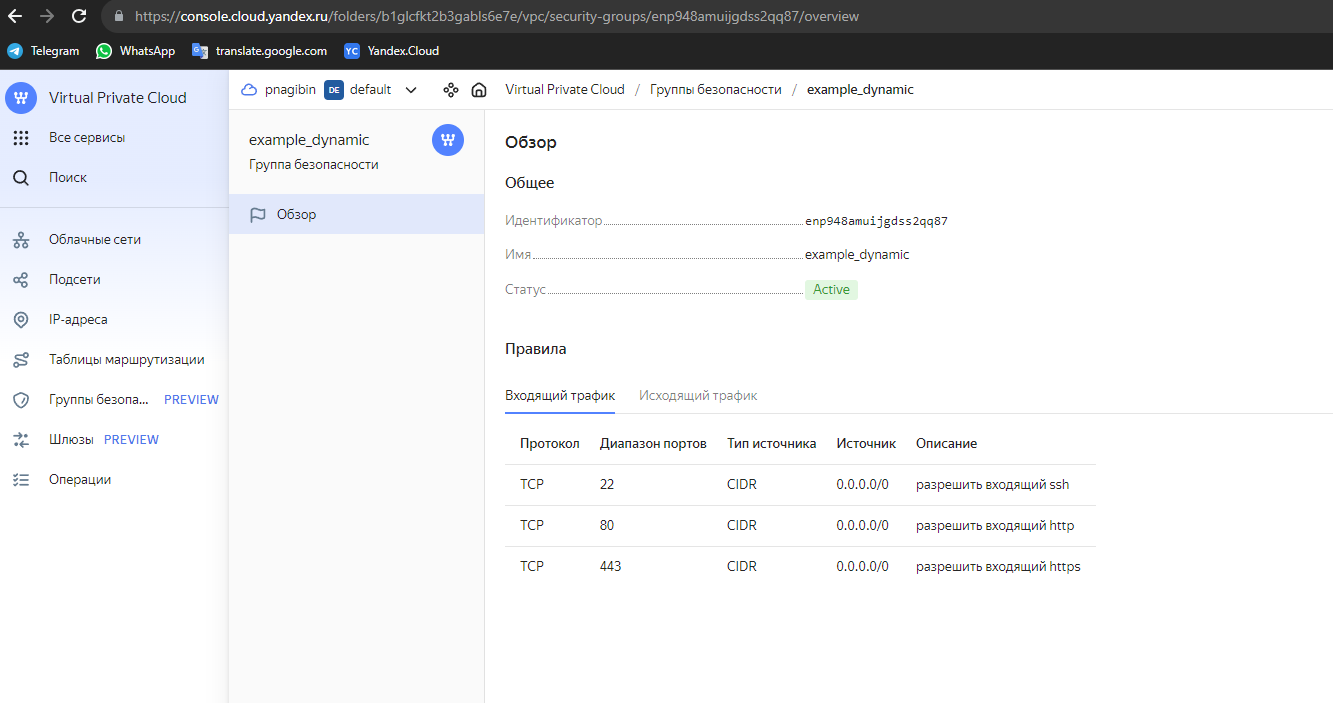 https://console.cloud.yandex.ru/folders/b1glcfkt2b3gabls6e7e/vpc/security-groups/enp948amuijgdss2qq87/overview
Telegram WhatsApp translate.google.com YC Yandex.Cloud
Virtual Private Cloud
Все сервисы
Поиск
Облачные сети
Подсети
IP-адреса
Таблицы маршрутизации
Группы безопа... PREVIEW
Шлюзы PREVIEW
Операции
pnagibin DE default Virtual Private Cloud / Группы безопасности / example_dynamic
example_dynamic
Группа безопасности
Обзор
Обзор
Общее
Идентификатор enp948amuijgdss2qq87
Имя example_dynamic
Статус Active
Правила
Входящий трафик Исходящий трафик
Протокол Диапазон портов Тип источника Источник Описание
TCP 22 CIDR 0.0.0.0/0 разрешить входящий ssh
TCP 80 CIDR 0.0.0.0/0 разрешить входящий http
TCP 443 CIDR 0.0.0.0/0 разрешить входящий https